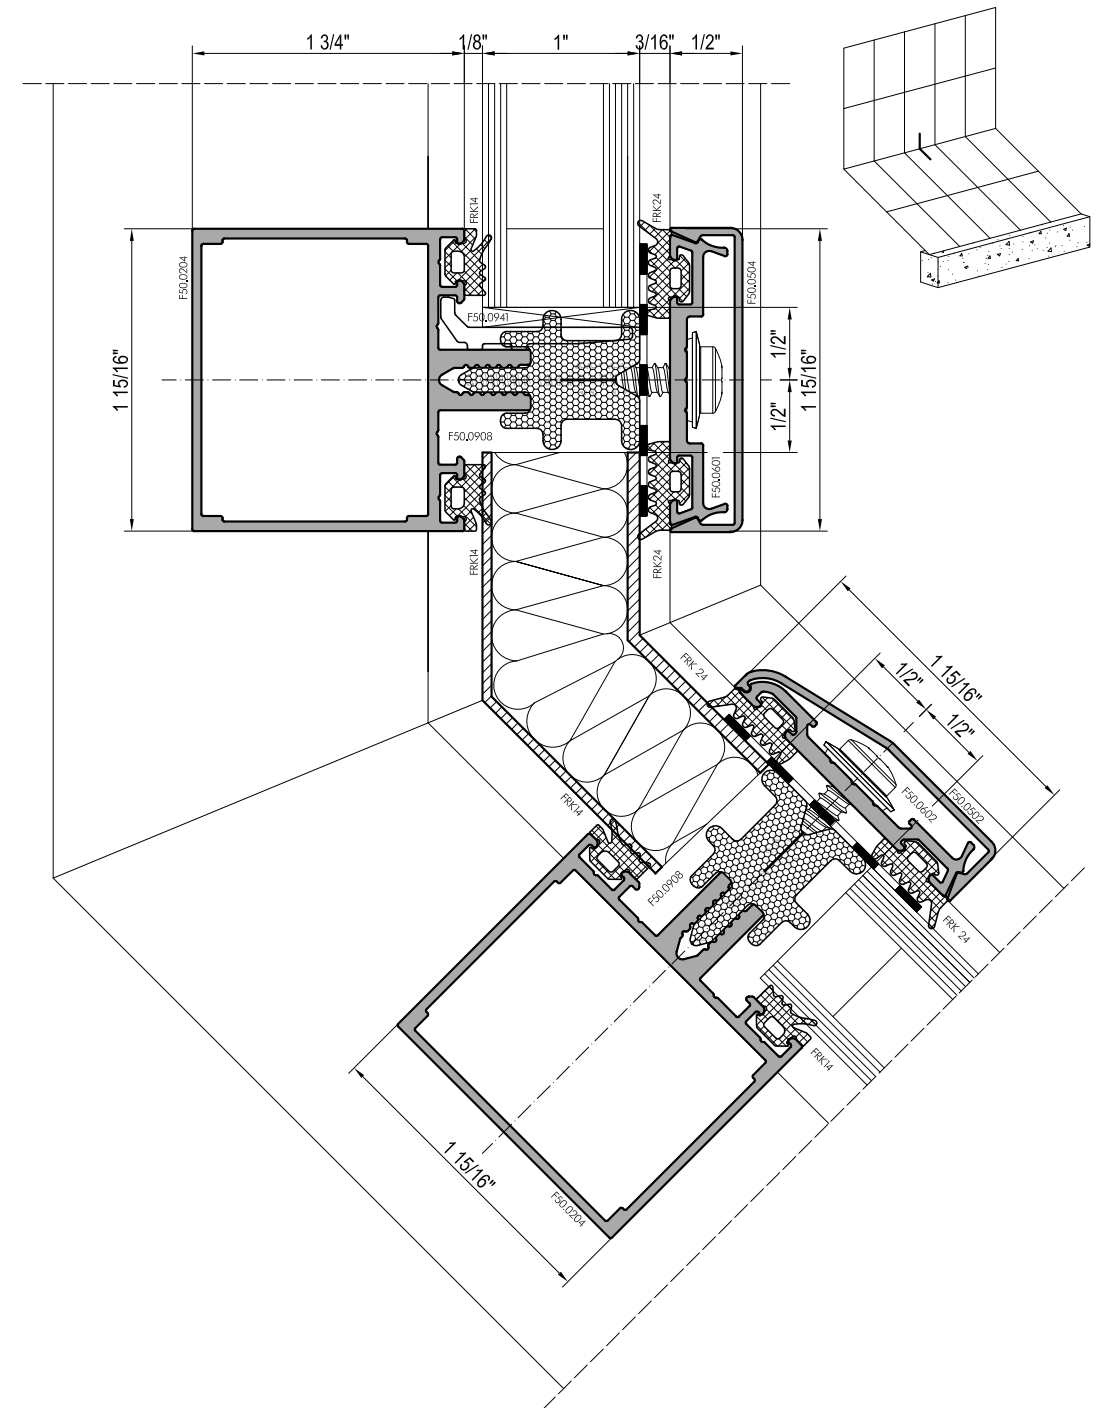 1 3/4"
1/8"
1"
3/16"
1/2"
FRK14
FRK24
F50.0204
F50.0504
F50.0941
1 15/16"
1/2"
1 15/16"
1/2"
F50.0908
F50.0601
FRK14
FRK24
FRK 24
1 15/16"
1/2"
1/2"
FRK14
F50.0602
F50.0502
F50.0908
FRK 24
FRK14
1 15/16"
F50.0204